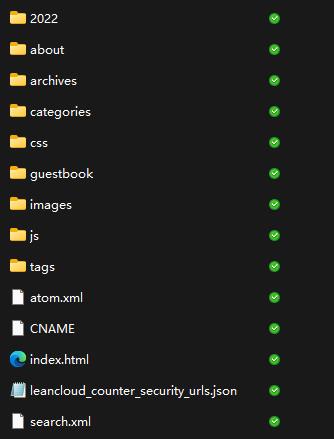 2022
about
archives
categories
css
guestbook
images
js
tags
atom.xml
CNAME
index.html
leancloud_counter_security_urls.json
search.xml